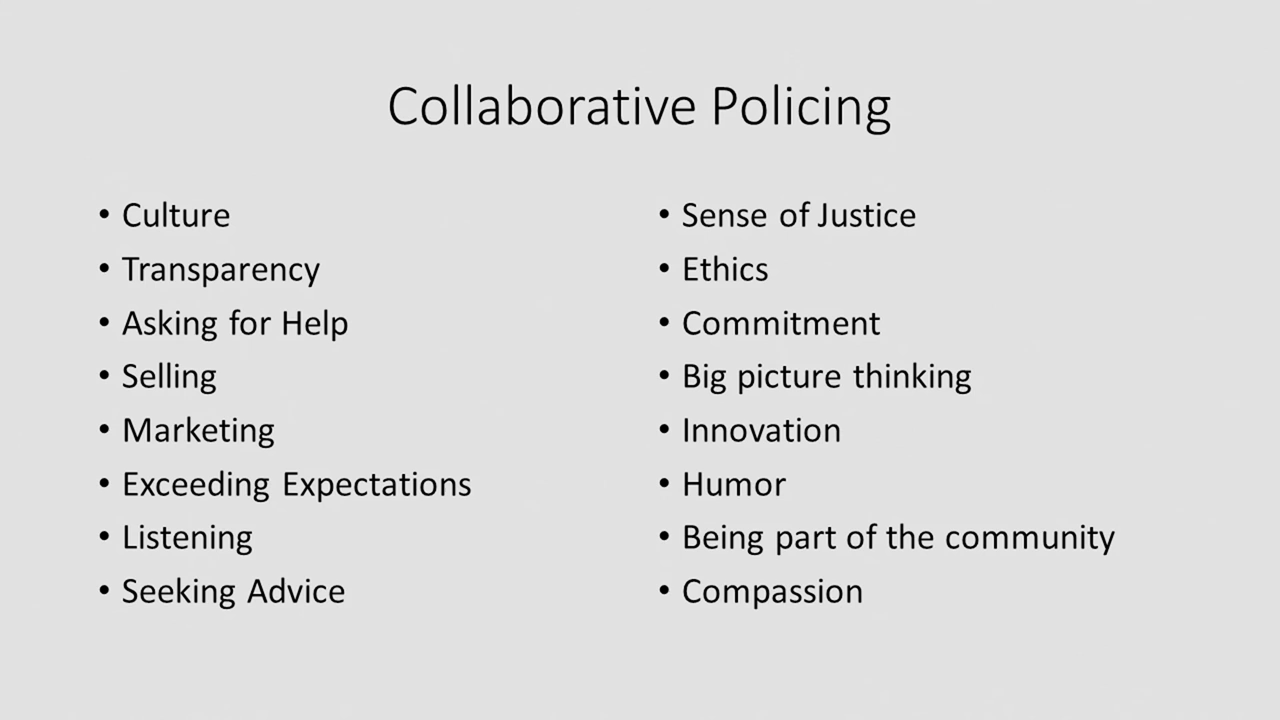 Collaborative Policing
• Culture
• Transparency
• Asking for Help
• Selling
• Marketing
• Exceeding Expectations
• Listening
• Seeking Advice
• Sense of Justice
• Ethics
• Commitment
• Big picture thinking
• Innovation
• Humor
• Being part of the community
• Compassion